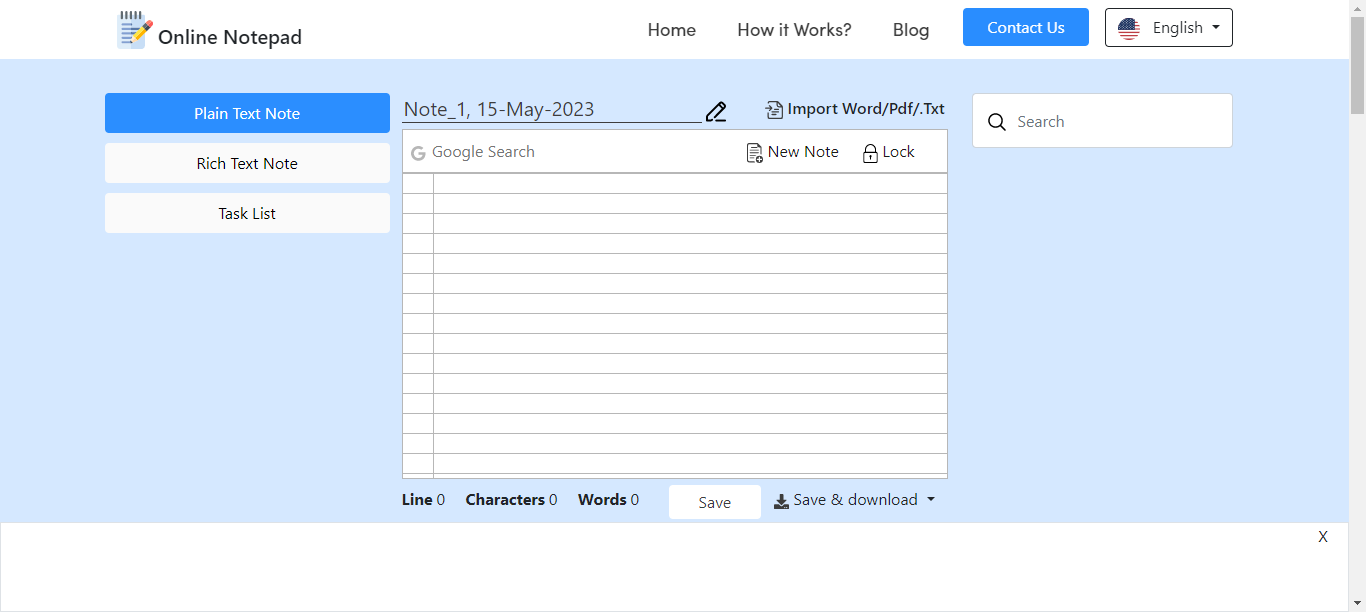 Online Notepad
Home How it Works? Blog Contact Us English
Plain Text Note
Rich Text Note
Task List
Note_1, 15-May-2023 Import Word/Pdf/.Txt
Google Search New Note Lock
Search
Line 0 Characters 0 Words 0 Save Save & download
X